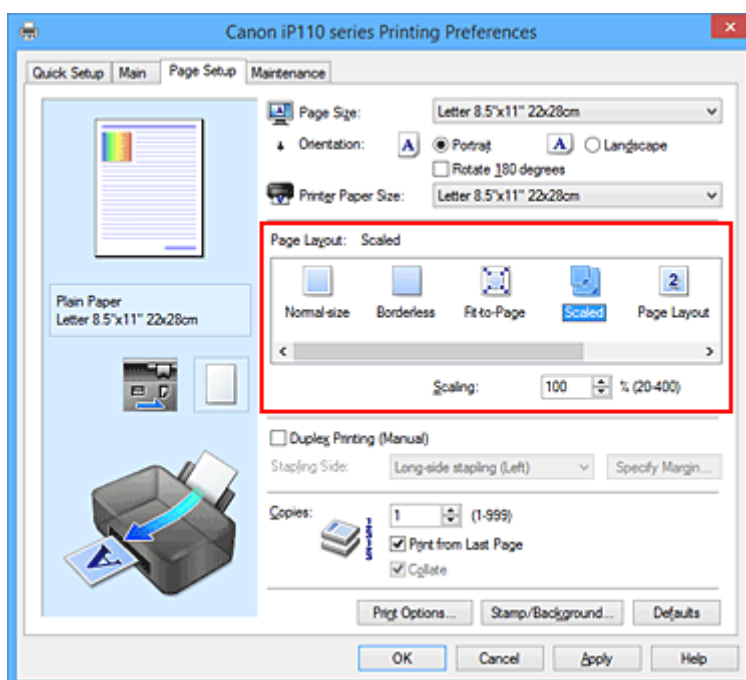 Canon iP110 series Printing Preferences
Quick Setup Main Page Setup Maintenance
Page Size: Letter 8.5"x11" 22x28cm
Orientation: A Portrait A Landscape
Rotate 180 degrees
Printer Paper Size: Letter 8.5"x11" 22x28cm
Page Layout: Scaled
2
Normal-size Borderless Fit-to-Page Scaled Page Layout
Scaling: 100 % (20-400)
Plain Paper
Letter 8.5"x11" 22x28cm
Duplex Printing (Manual)
Stapling Side: Long-side stapling (Left) Specify Margin...
Copies: 1 (1-999)
Print from Last Page
Collate
A
Print Options... Stamp/Background... Defaults
OK Cancel Apply Help